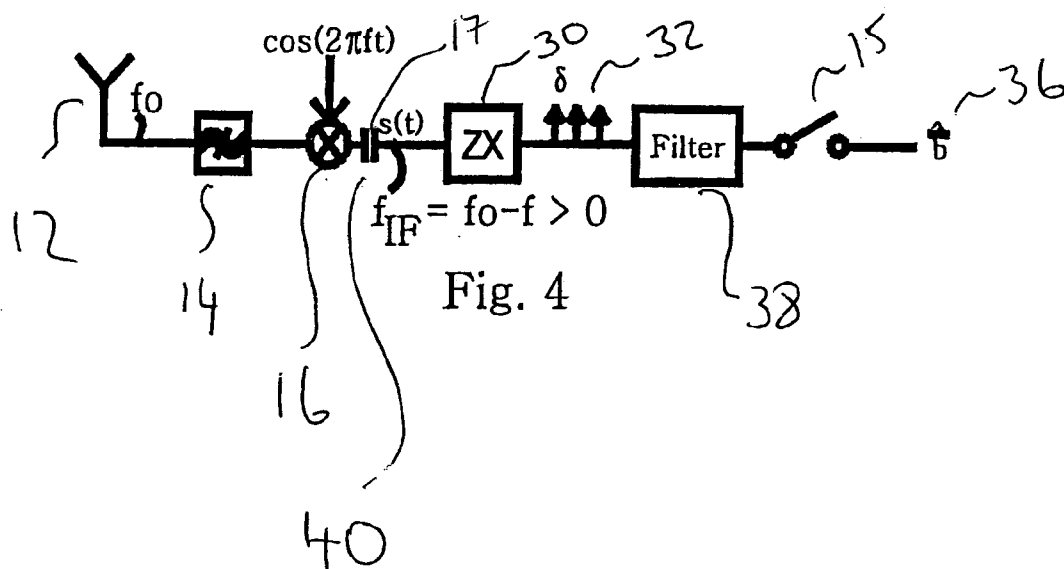 cos(2πft) 17 30 32 15
fo s(t) ZX δ Filter 36
b̂
12 f_IF = fo-f > 0
14 Fig. 4 38
16
40